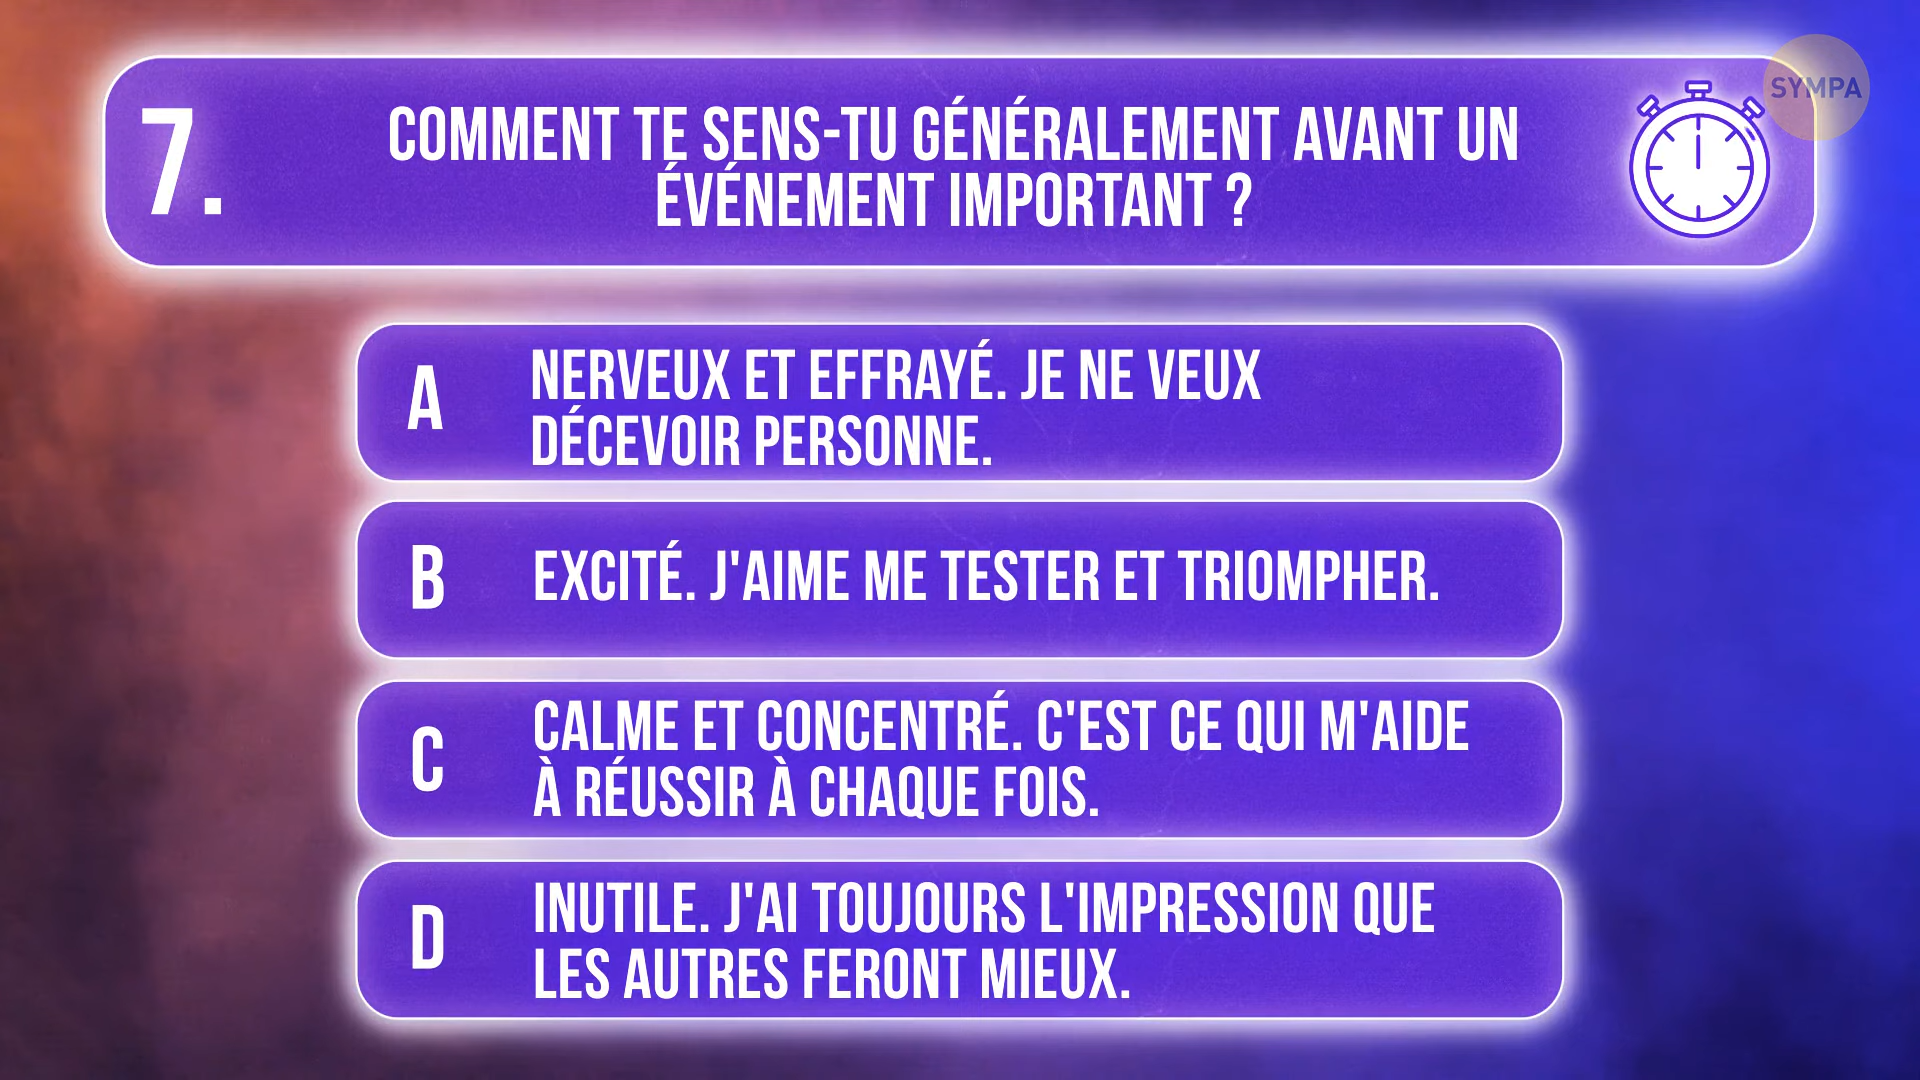 7.
COMMENT TE SENS-TU GÉNÉRALEMENT AVANT UN
ÉVÉNEMENT IMPORTANT ?
SYMPA
A
NERVEUX ET EFFRAYÉ. JE NE VEUX
DÉCEVOIR PERSONNE.
B
EXCITÉ. J'AIME ME TESTER ET TRIOMPHER.
C
CALME ET CONCENTRÉ. C'EST CE QUI M'AIDE
À RÉUSSIR À CHAQUE FOIS.
D
INUTILE. J'AI TOUJOURS L'IMPRESSION QUE
LES AUTRES FERONT MIEUX.